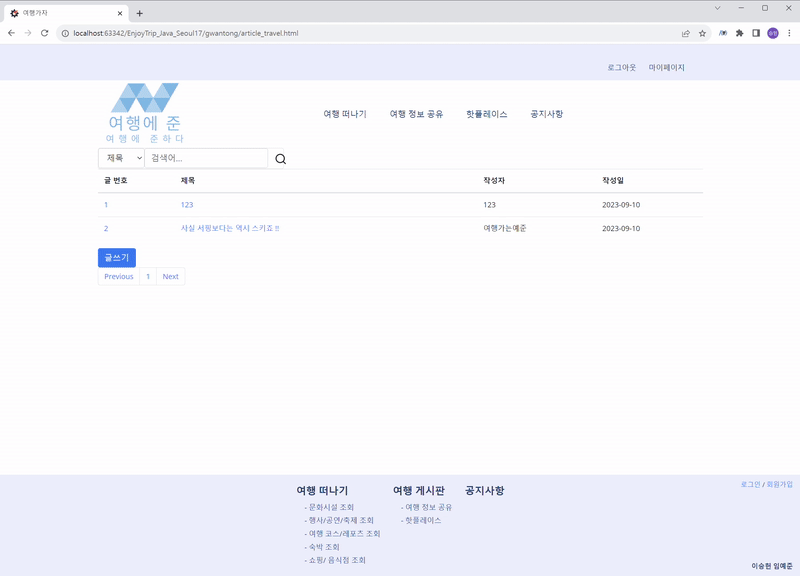 여행가자
localhost:63342/EnjoyTrip_Java_Seoul17/gwantong/article_travel.html
로그아웃 마이페이지
여행에 준
여행에 준하다
여행 떠나기 여행 정보 공유 핫플레이스 공지사항
제목 검색어...
글 번호 제목 작성자 작성일
1 123 123 2023-09-10
2 사실 서핑보다는 역시 스키죠 !! 여행가는예준 2023-09-10
글쓰기
Previous 1 Next
여행 떠나기 여행 게시판 공지사항
로그인 / 회원가입
- 문화시설 조회 - 여행 정보 공유
- 행사/공연/축제 조회 - 핫플레이스
- 여행 코스/레포츠 조회
- 숙박 조회
- 쇼핑/ 음식점 조회
이승현 임예준